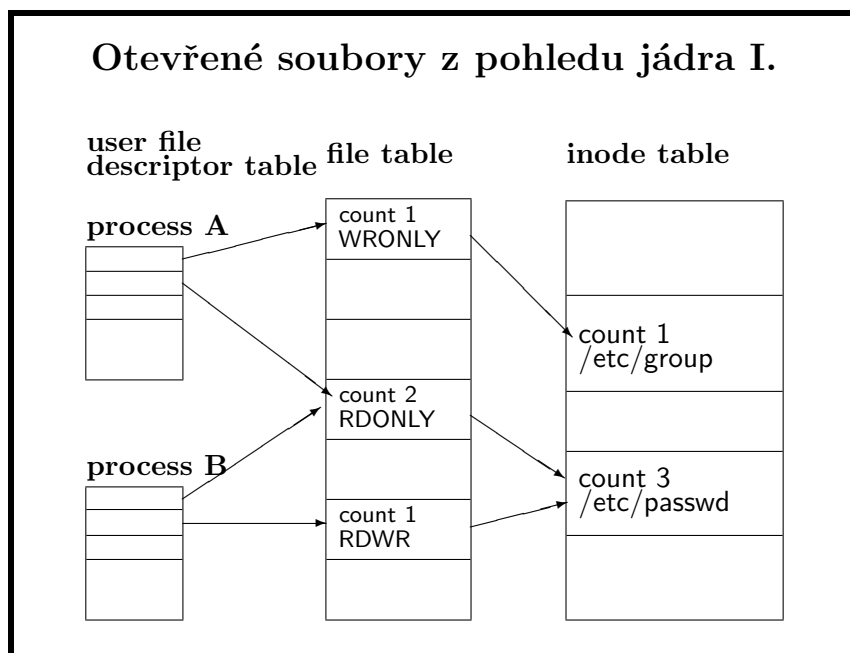 Otevřené soubory z pohledu jádra I.
user file
descriptor table
file table
inode table
process A
count 1
WRONLY
count 1
/etc/group
count 2
RDONLY
process B
count 3
/etc/passwd
count 1
RDWR